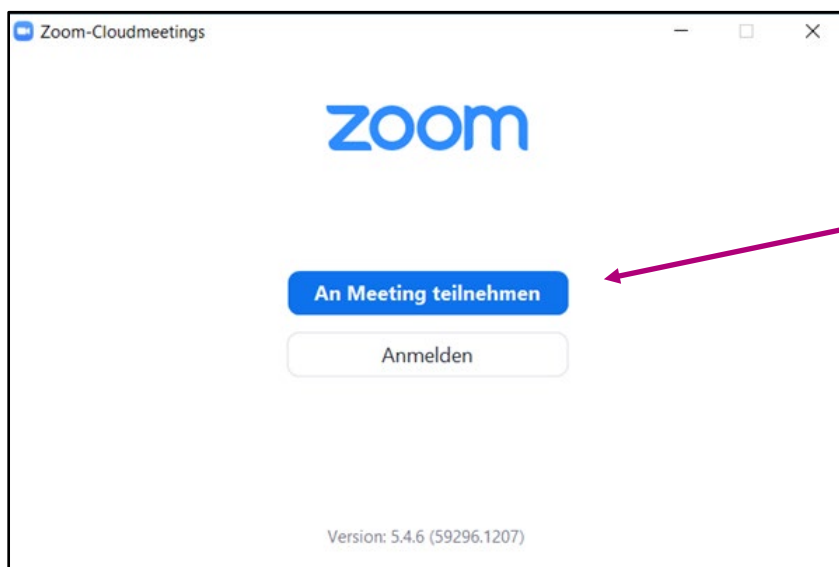 Zoom-Cloudmeetings
zoom
An Meeting teilnehmen
Anmelden
Version: 5.4.6 (59296.1207)